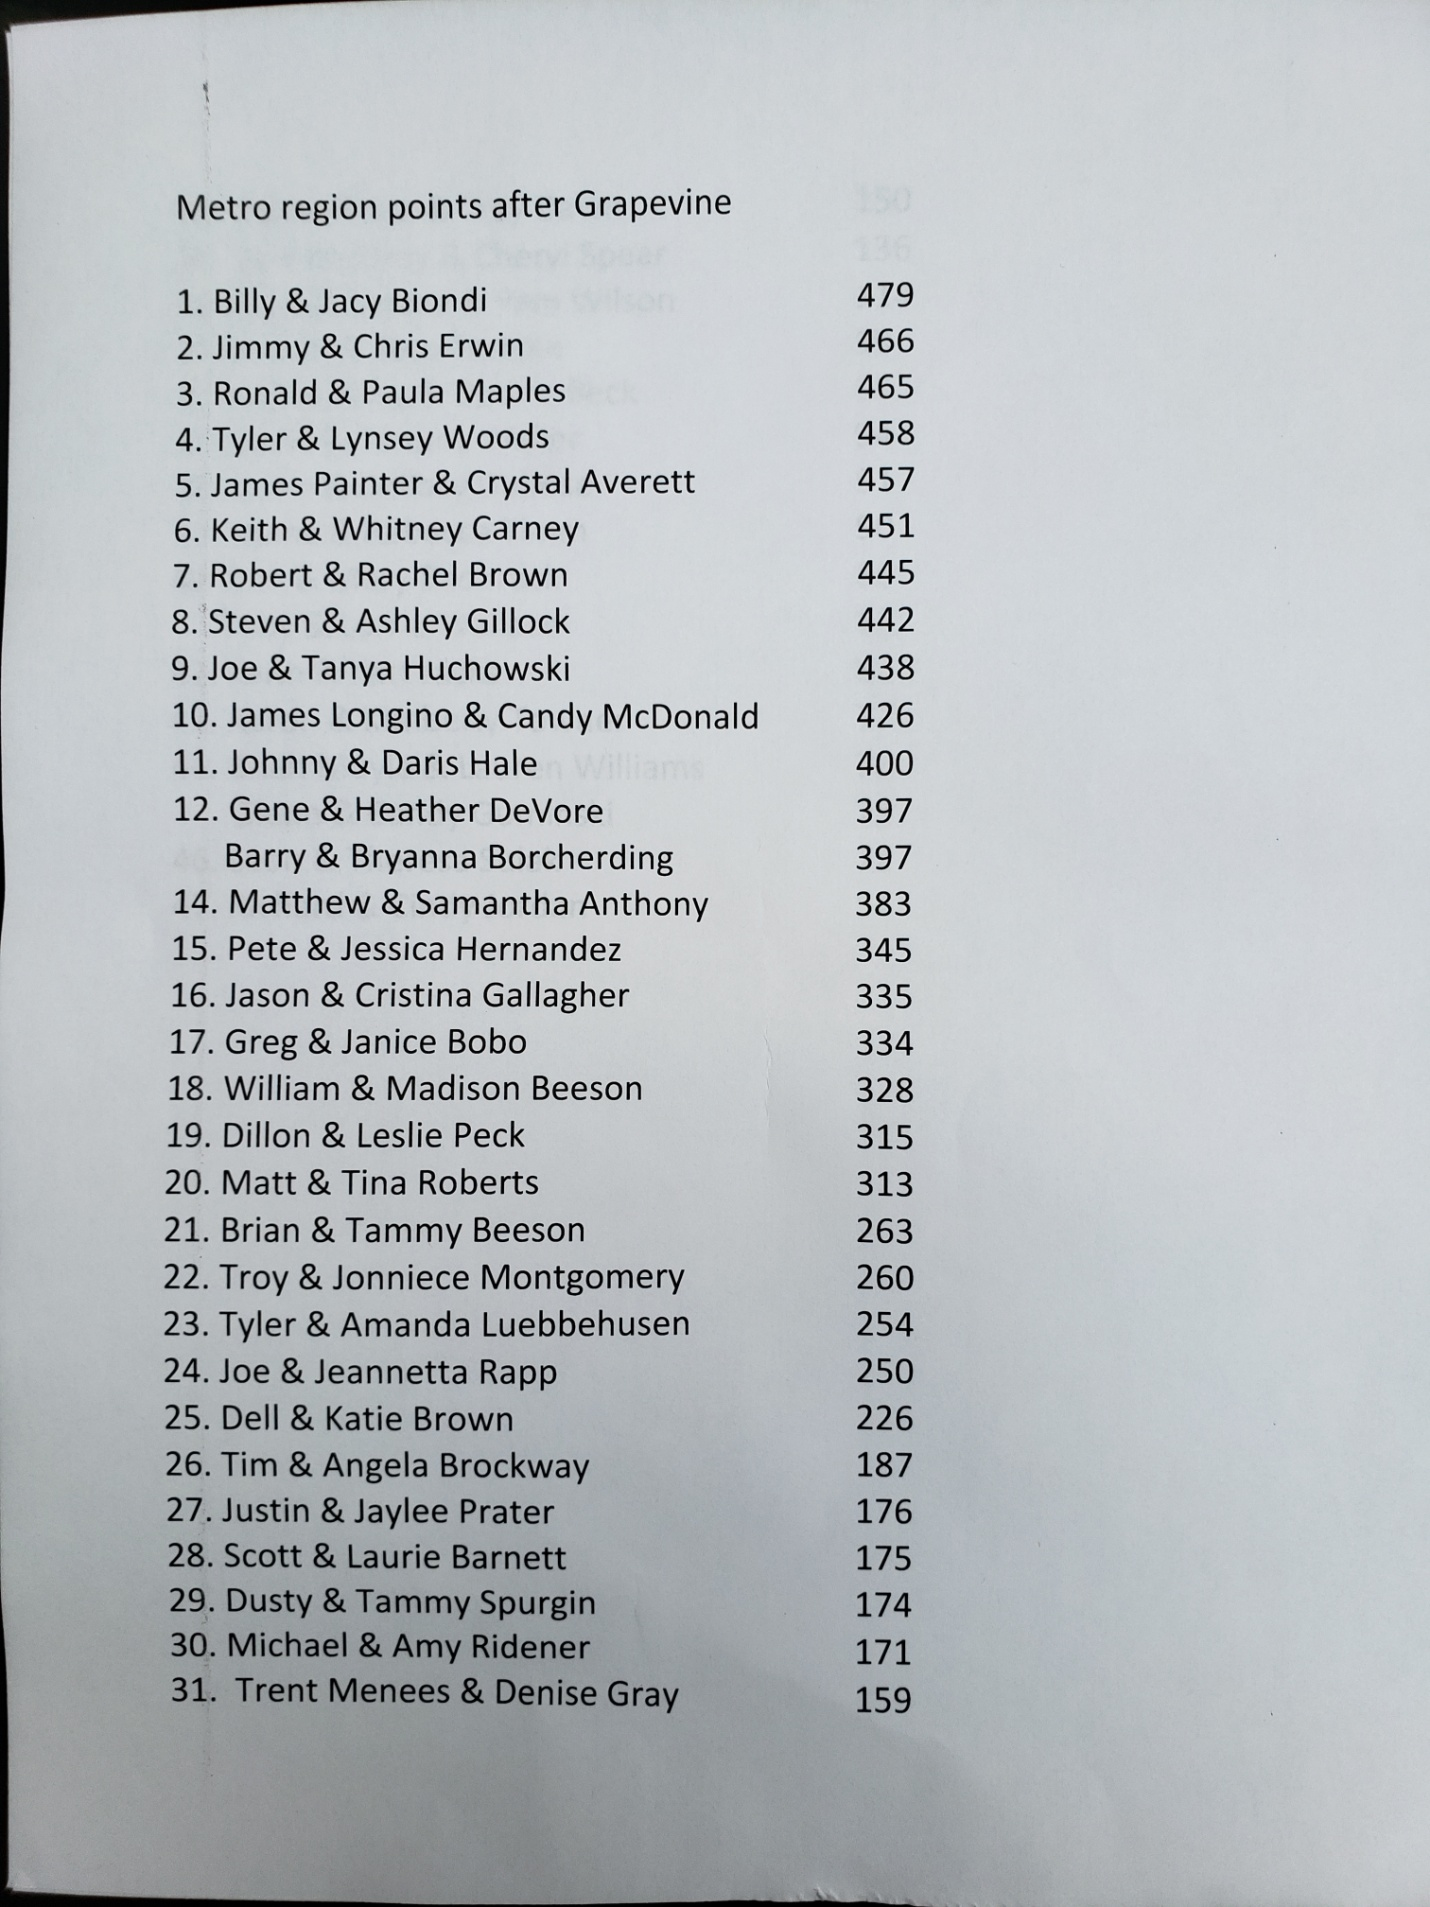 Metro region points after Grapevine
1. Billy & Jacy Biondi 479
2. Jimmy & Chris Erwin 466
3. Ronald & Paula Maples 465
4. Tyler & Lynsey Woods 458
5. James Painter & Crystal Averett 457
6. Keith & Whitney Carney 451
7. Robert & Rachel Brown 445
8. Steven & Ashley Gillock 442
9. Joe & Tanya Huchowski 438
10. James Longino & Candy McDonald 426
11. Johnny & Daris Hale 400
12. Gene & Heather DeVore 397
Barry & Bryanna Borcherding 397
14. Matthew & Samantha Anthony 383
15. Pete & Jessica Hernandez 345
16. Jason & Cristina Gallagher 335
17. Greg & Janice Bobo 334
18. William & Madison Beeson 328
19. Dillon & Leslie Peck 315
20. Matt & Tina Roberts 313
21. Brian & Tammy Beeson 263
22. Troy & Jonniece Montgomery 260
23. Tyler & Amanda Luebbehusen 254
24. Joe & Jeannetta Rapp 250
25. Dell & Katie Brown 226
26. Tim & Angela Brockway 187
27. Justin & Jaylee Prater 176
28. Scott & Laurie Barnett 175
29. Dusty & Tammy Spurgin 174
30. Michael & Amy Ridener 171
31. Trent Menees & Denise Gray 159